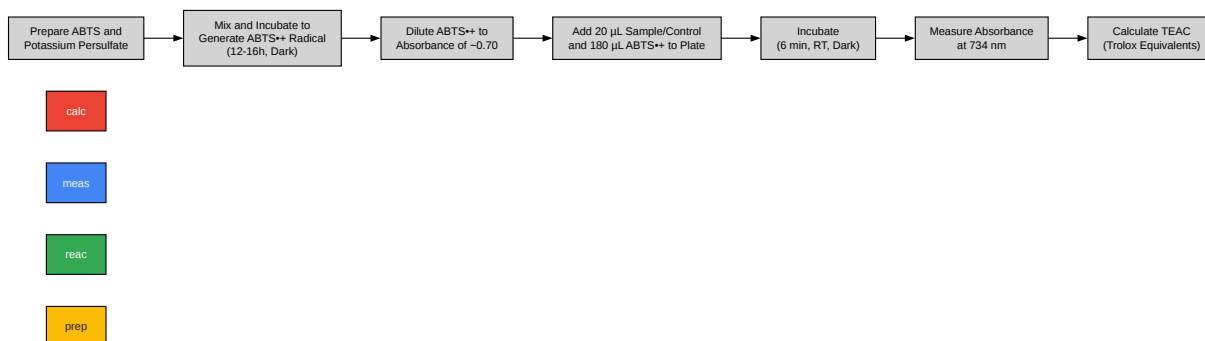 Prepare ABTS and
Potassium Persulfate
Mix and Incubate to
Generate ABTS•+ Radical
(12-16h, Dark)
Dilute ABTS•+ to
Absorbance of ~0.70
Add 20 µL Sample/Control
and 180 µL ABTS•+ to Plate
Incubate
(6 min, RT, Dark)
Measure Absorbance
at 734 nm
Calculate TEAC
(Trolox Equivalents)
calc
meas
reac
prep